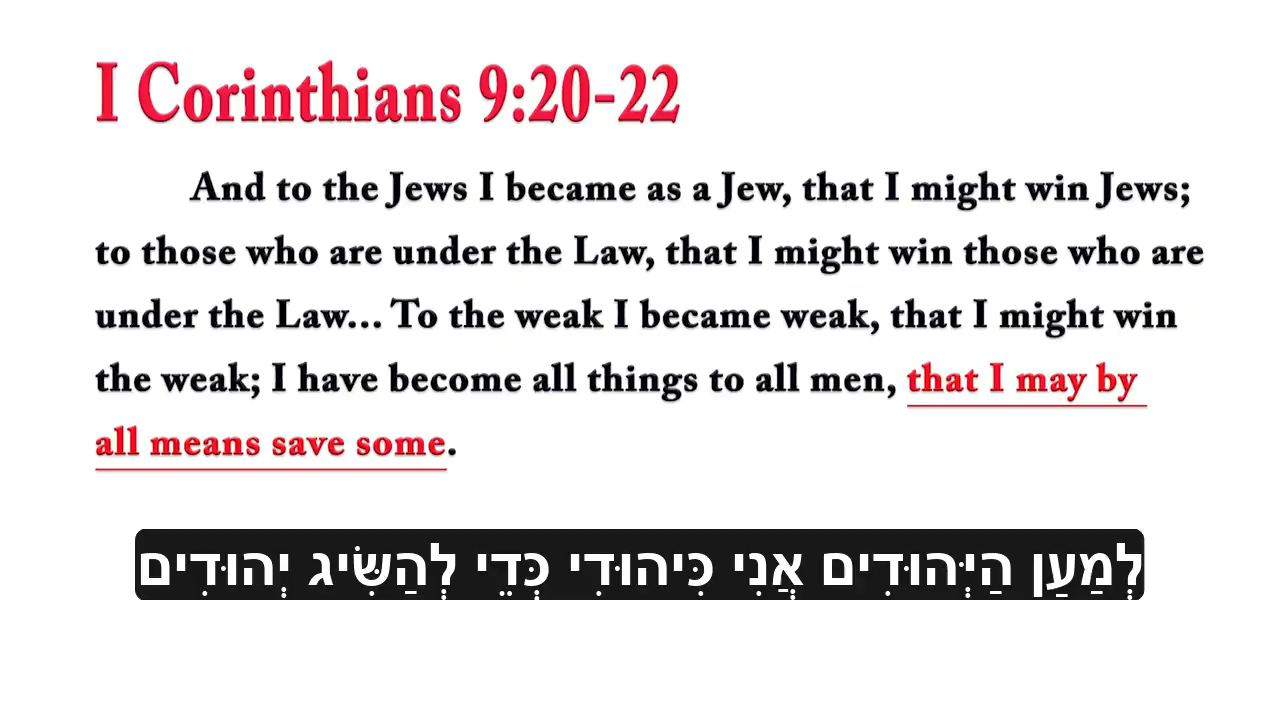 I Corinthians 9:20-22
And to the Jews I became as a Jew, that I might win Jews;
to those who are under the Law, that I might win those who are
under the Law... To the weak I became weak, that I might win
the weak; I have become all things to all men, that I may by
all means save some.
לְמַעַן הַיְּהוּדִים אֲנִי כִּיהוּדִי כְּדֵי לְהַשִּׂיג יְהוּדִים